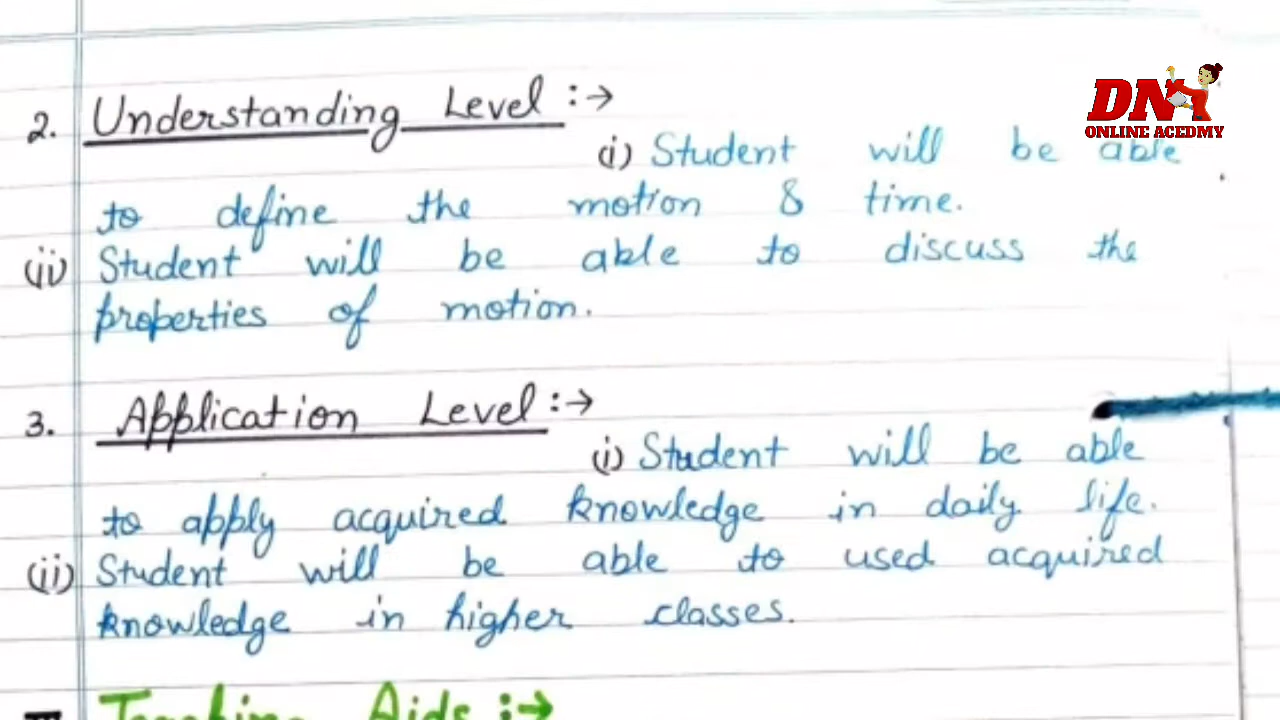 DN
ONLINE ACEDMY
2. Understanding Level :→
(i) Student will be able
to define the motion & time.
(ii) Student will be able to discuss the
properties of motion.
3. Application Level :→
(i) Student will be able
to apply acquired knowledge in daily life.
(ii) Student will be able to used acquired
knowledge in higher classes.
Teaching Aids :→